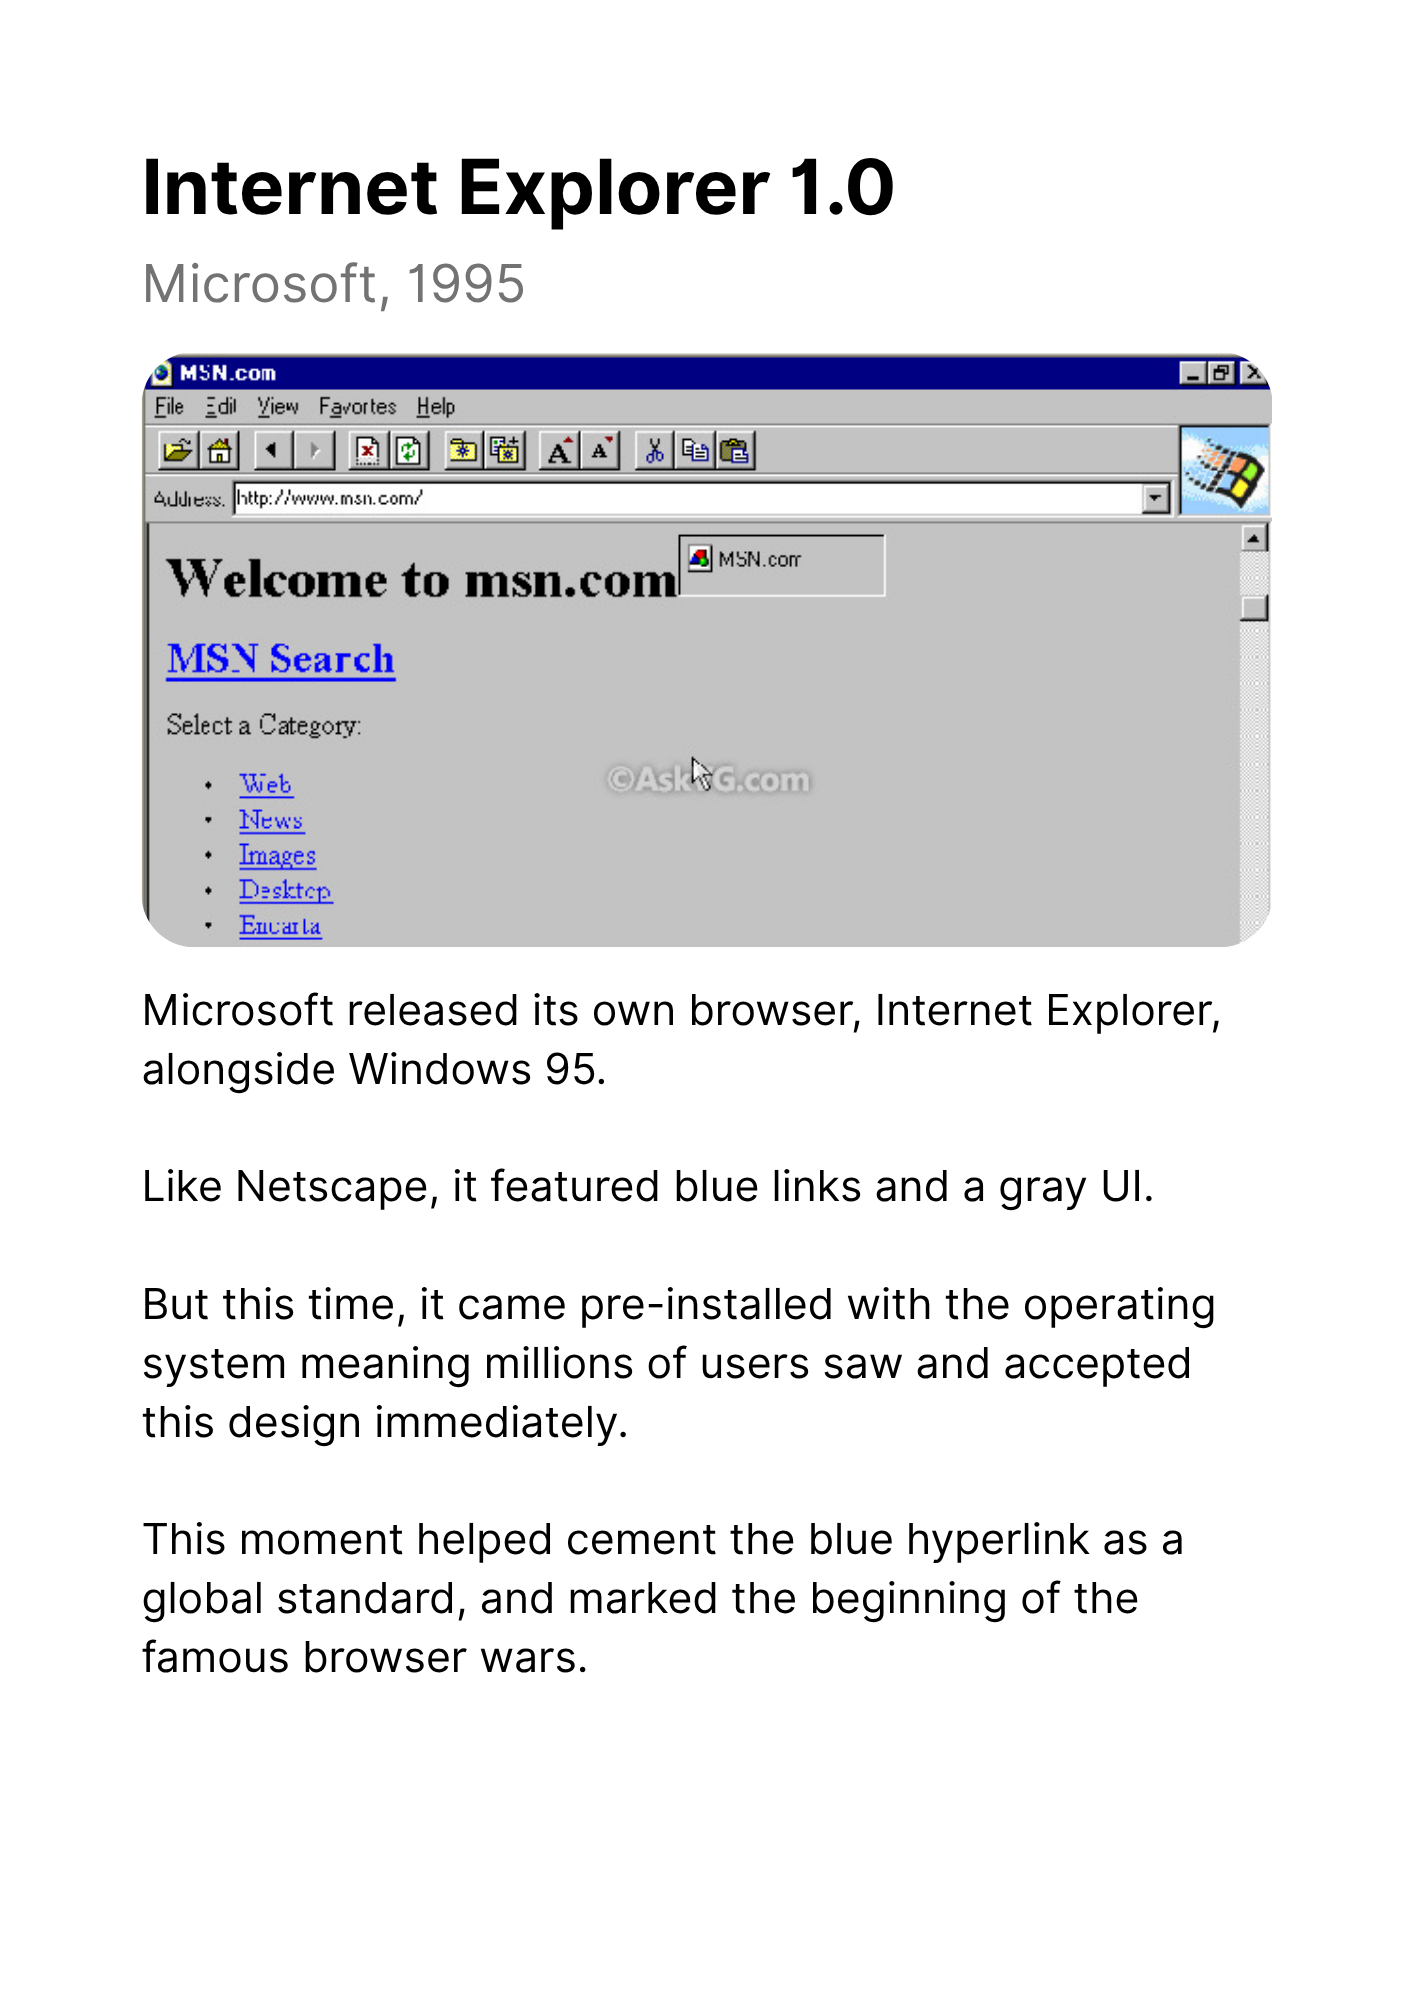 Internet Explorer 1.0
Microsoft, 1995
MSN.com
File Edit View Favortes Help
Address: http://www.msn.com/
Welcome to msn.com MSN.com
MSN Search
Select a Category:
• Web
©Ask G.com
• News
• Images
• Desktop
• Encarta
Microsoft released its own browser, Internet Explorer,
alongside Windows 95.
Like Netscape, it featured blue links and a gray UI.
But this time, it came pre-installed with the operating
system meaning millions of users saw and accepted
this design immediately.
This moment helped cement the blue hyperlink as a
global standard, and marked the beginning of the
famous browser wars.